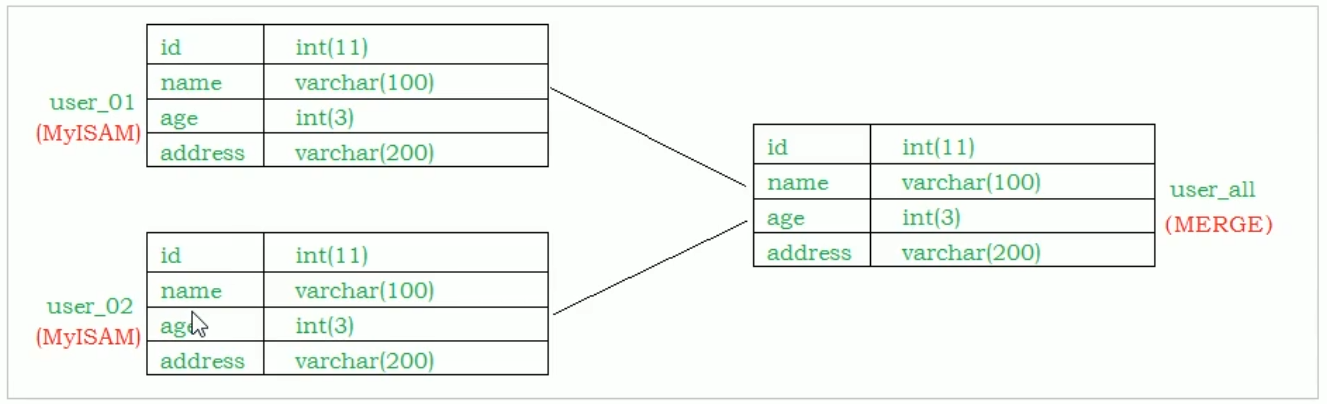 user_01
(MyISAM)
id int(11)
name varchar(100)
age int(3)
address varchar(200)
user_02
(MyISAM)
id int(11)
name varchar(100)
age int(3)
address varchar(200)
id int(11)
name varchar(100)
age int(3)
address varchar(200)
user_all
(MERGE)